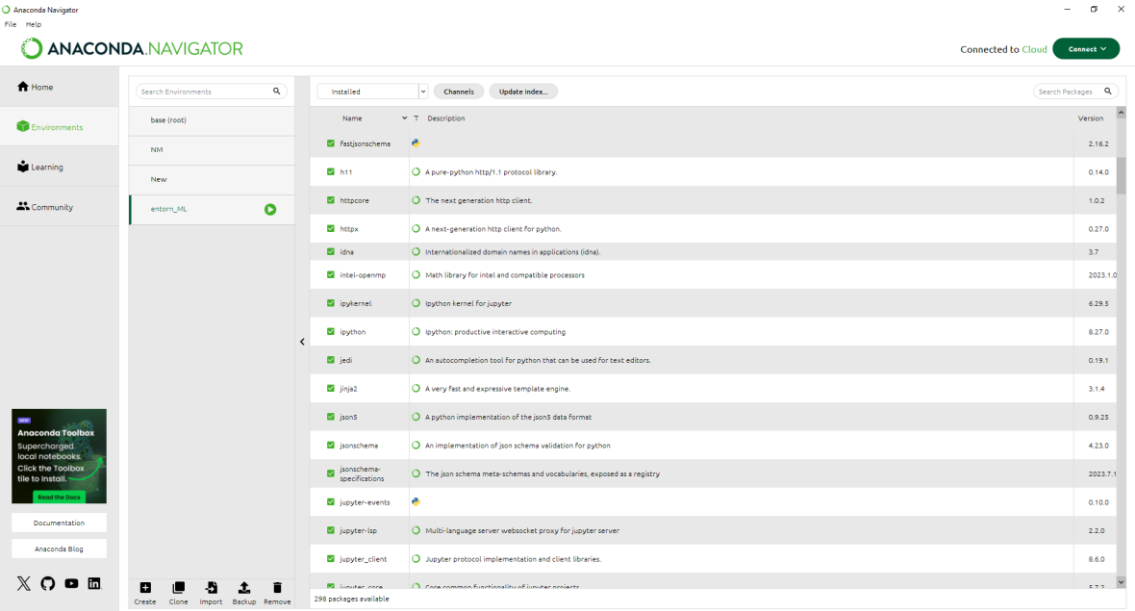 Anaconda Navigator
File Help
ANACONDA.NAVIGATOR
Connected to Cloud
Connect
Home
Environments
Learning
Community
NEW
Anaconda Toolbox
Supercharged
local notebooks.
Click the Toolbox
tile to install.
Read the Docs
Documentation
Anaconda Blog
Search Environments
base (root)
NM
New
entorn_ML
Create Clone Import Backup Remove
Installed Channels Update index... Search Packages
Name T Description Version
fastjsonschema 2.16.2
h11 A pure-python http/1.1 protocol library. 0.14.0
httpcore The next generation http client. 1.0.2
httpx A next-generation http client for python. 0.27.0
idna Internationalized domain names in applications (idna). 3.7
intel-openmp Math library for intel and compatible processors 2023.1.0
ipykernel Ipython kernel for jupyter 6.29.5
ipython Ipython: productive interactive computing 8.27.0
jedi An autocompletion tool for python that can be used for text editors. 0.19.1
jinja2 A very fast and expressive template engine. 3.1.4
json5 A python implementation of the json5 data format 0.9.25
jsonschema An implementation of json schema validation for python 4.23.0
jsonschema-
specifications The json schema meta-schemas and vocabularies, exposed as a registry 2023.7.1
jupyter-events 0.10.0
jupyter-lsp Multi-language server websocket proxy for jupyter server 2.2.0
jupyter_client Jupyter protocol implementation and client libraries. 8.6.0
jupyter_core Core common functionality of jupyter projects. 5.7.2
298 packages available